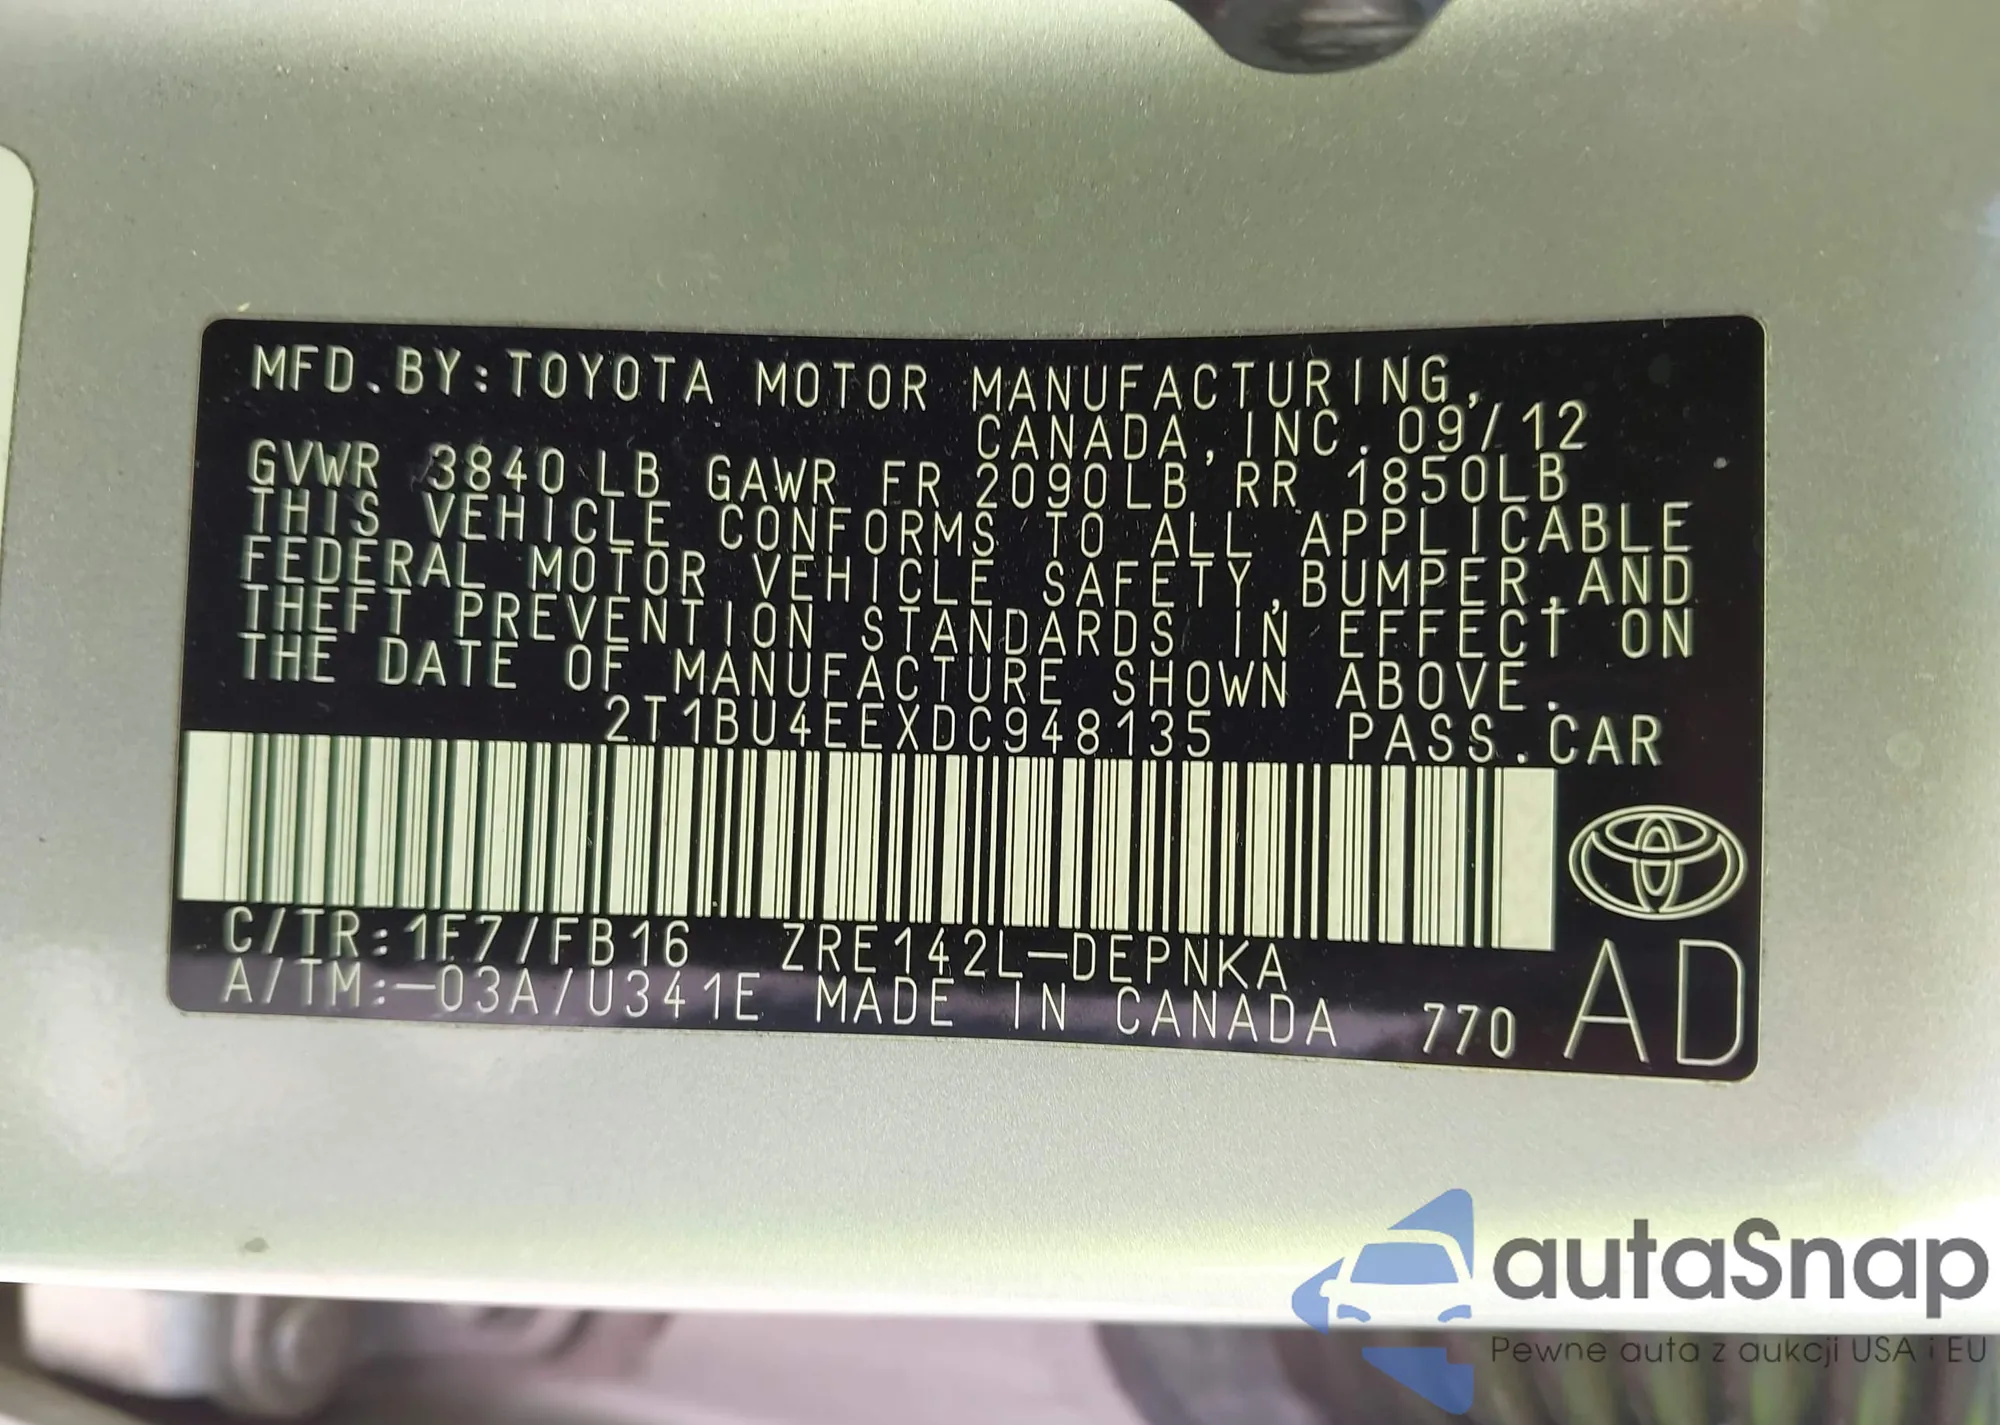 MFD.BY:TOYOTA MOTOR MANUFACTURING,
CANADA,INC.09/12
GVWR 3840LB GAWR FR 2090LB RR 1850LB
THIS VEHICLE CONFORMS TO ALL APPLICABLE
FEDERAL MOTOR VEHICLE SAFETY,BUMPER,AND
THEFT PREVENTION STANDARDS IN EFFECT ON
THE DATE OF MANUFACTURE SHOWN ABOVE.
2T1BU4EEXDC948135 PASS.CAR
C/TR:1F7/FB16 ZRE142L-DEPNKA
A/TM:-03A/U341E MADE IN CANADA 770
AD
autaSnap
Pewne auta z aukcji USA i EU